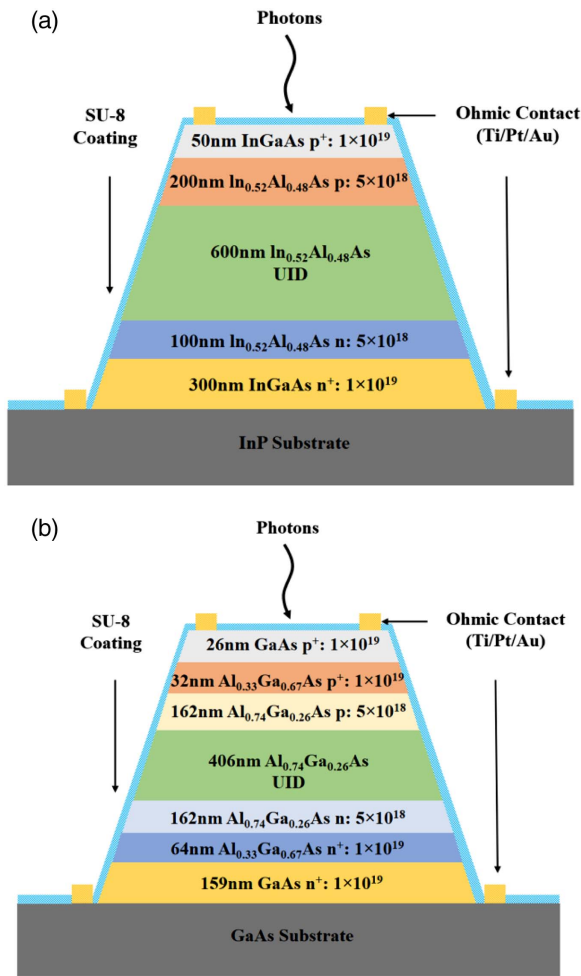 (a)
Photons
SU-8
Coating
Ohmic Contact
(Ti/Pt/Au)
50nm InGaAs p⁺: 1×10¹⁹
200nm ln₀.₅₂Al₀.₄₈As p: 5×10¹⁸
600nm ln₀.₅₂Al₀.₄₈As
UID
100nm ln₀.₅₂Al₀.₄₈As n: 5×10¹⁸
300nm InGaAs n⁺: 1×10¹⁹
InP Substrate
(b)
Photons
SU-8
Coating
Ohmic Contact
(Ti/Pt/Au)
26nm GaAs p⁺: 1×10¹⁹
32nm Al₀.₃₃Ga₀.₆₇As p⁺: 1×10¹⁹
162nm Al₀.₇₄Ga₀.₂₆As p: 5×10¹⁸
406nm Al₀.₇₄Ga₀.₂₆As
UID
162nm Al₀.₇₄Ga₀.₂₆As n: 5×10¹⁸
64nm Al₀.₃₃Ga₀.₆₇As n⁺: 1×10¹⁹
159nm GaAs n⁺: 1×10¹⁹
GaAs Substrate